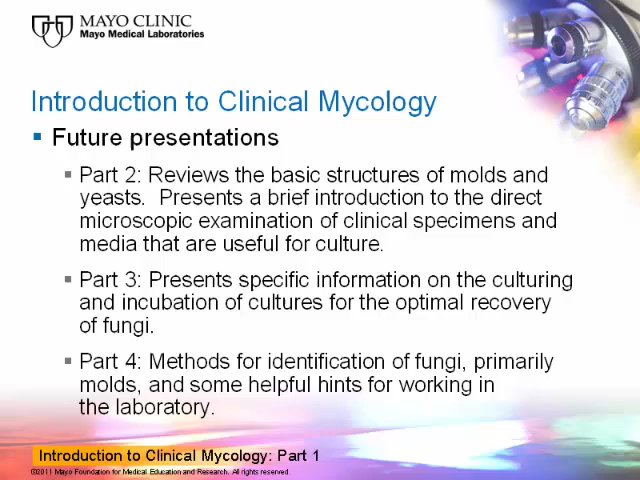 MAYO CLINIC
Mayo Medical Laboratories
Introduction to Clinical Mycology
Future presentations
Part 2: Reviews the basic structures of molds and
yeasts. Presents a brief introduction to the direct
microscopic examination of clinical specimens and
media that are useful for culture.
Part 3: Presents specific information on the culturing
and incubation of cultures for the optimal recovery
of fungi.
Part 4: Methods for identification of fungi, primarily
molds, and some helpful hints for working in
the laboratory.
Introduction to Clinical Mycology: Part 1
©2011 Mayo Foundation for Medical Education and Research. All rights reserved.